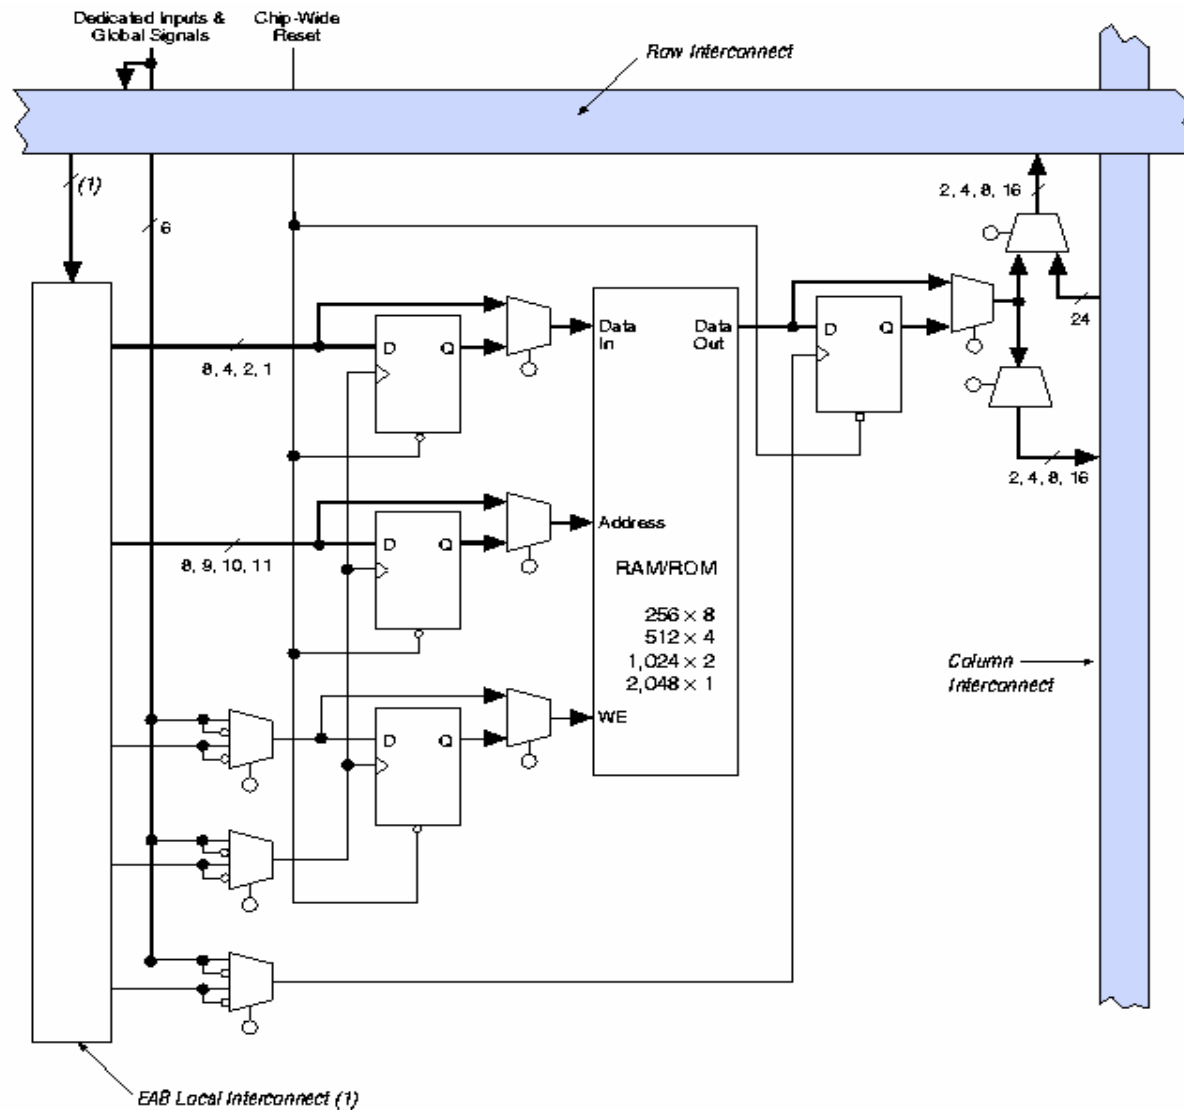 Dedicated Inputs &
Global Signals
Chip-Wide
Reset
Row Interconnect
(1)
6
2, 4, 8, 16
24
8, 4, 2, 1
D
Q
Data
In
Data
Out
D
Q
2, 4, 8, 16
8, 9, 10, 11
D
Q
Address
RAM/ROM
256 × 8
512 × 4
1,024 × 2
2,048 × 1
Column
Interconnect
D
Q
WE
EAB Local Interconnect (1)